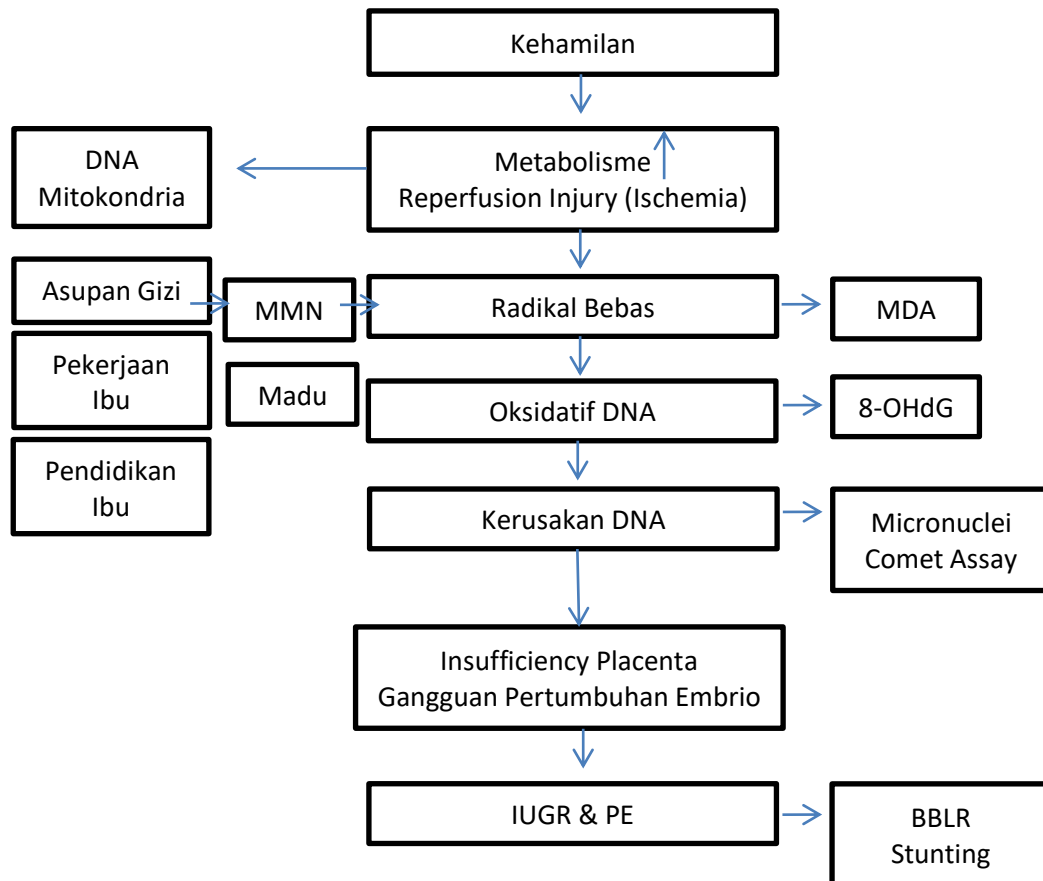 Kehamilan
DNA
Mitokondria
Metabolisme
Reperfusion Injury (Ischemia)
Asupan Gizi
MMN
Radikal Bebas
MDA
Pekerjaan
Ibu
Madu
Oksidatif DNA
8-OHdG
Pendidikan
Ibu
Kerusakan DNA
Micronuclei
Comet Assay
Insufficiency Placenta
Gangguan Pertumbuhan Embrio
IUGR & PE
BBLR
Stunting